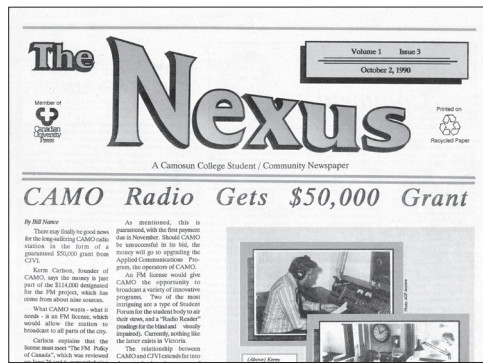 The
Nexus
Volume 1 Issue 3
October 2, 1990
Member of
Canadian
University
Press
Printed on
Recycled Paper
A Camosun College Student / Community Newspaper
CAMO Radio Gets $50,000 Grant
By Bill Nance
There may finally be good news
for the long-suffering CAMO radio
station in the form of a
guaranteed $50,000 grant from
CJVI.
Kerm Carlson, founder of
CAMO, says the money is just
part of the $114,000 designated
for the FM project, which has
come from about nine sources.
What CAMO wants - what it
needs - is an FM license, which
would allow the station to
broadcast to all parts of the city.
Carlson explains that the
license must meet "The FM Policy
of Canada", which was reviewed
As mentioned, this is
guaranteed, with the first payment
due in November. Should CAMO
be unsuccessful in its bid, the
money will go to upgrading the
Applied Communications Pro-
gram, the operators of CAMO.
An FM license would give
CAMO the opportunity to
broadcast a variety of innovative
programs. Two of the most
intriguing are a type of Student
Forum for the student body to air
their views, and a "Radio Reader"
(readings for the blind and visually
impaired). Currently, nothing like
the latter exists in Victoria.
The relationship between
CAMO and CJVI extends far into
(Above) Kerm